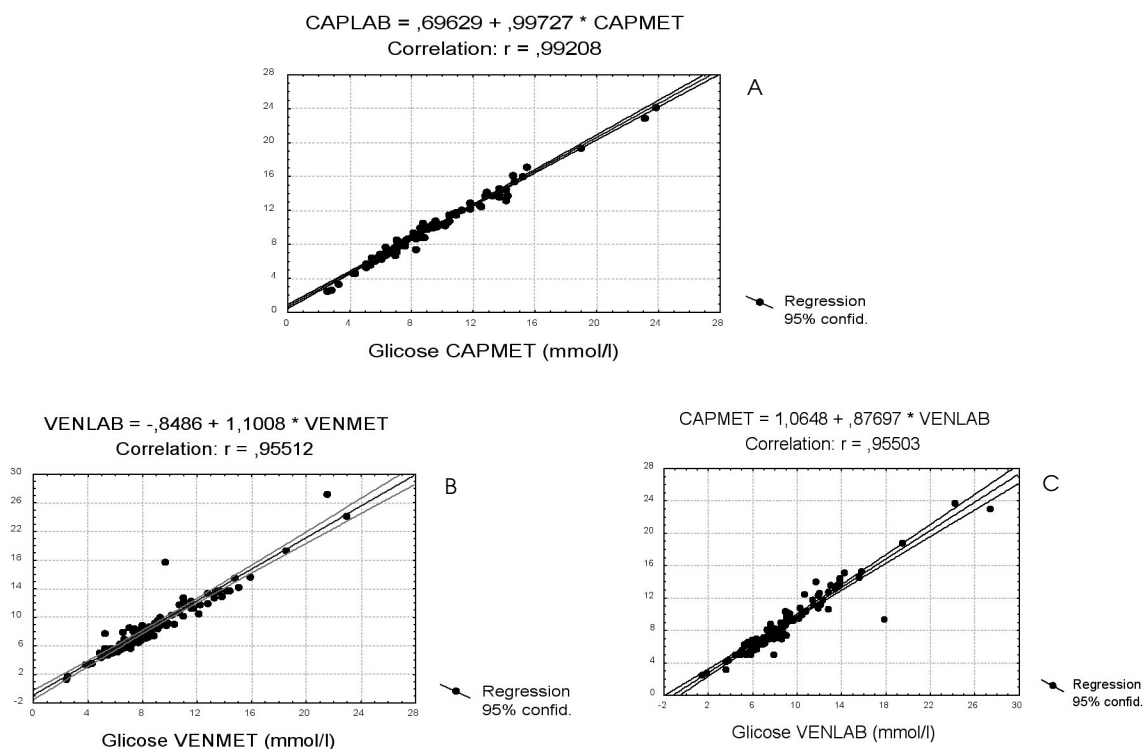 CAPLAB = ,69629 + ,99727 * CAPMET
Correlation: r = ,99208
28
24
20
16
12
8
4
0
0 4 8 12 16 20 24 28
Glicose CAPMET (mmol/l)
A
Regression
95% confid.
VENLAB = -,8486 + 1,1008 * VENMET
Correlation: r = ,95512
30
26
22
18
14
10
6
2
-2
0 4 8 12 16 20 24 28
Glicose VENMET (mmol/l)
B
Regression
95% confid.
CAPMET = 1,0648 + ,87697 * VENLAB
Correlation: r = ,95503
28
24
20
16
12
8
4
0
-2 2 6 10 14 18 22 26 30
Glicose VENLAB (mmol/l)
C
Regression
95% confid.